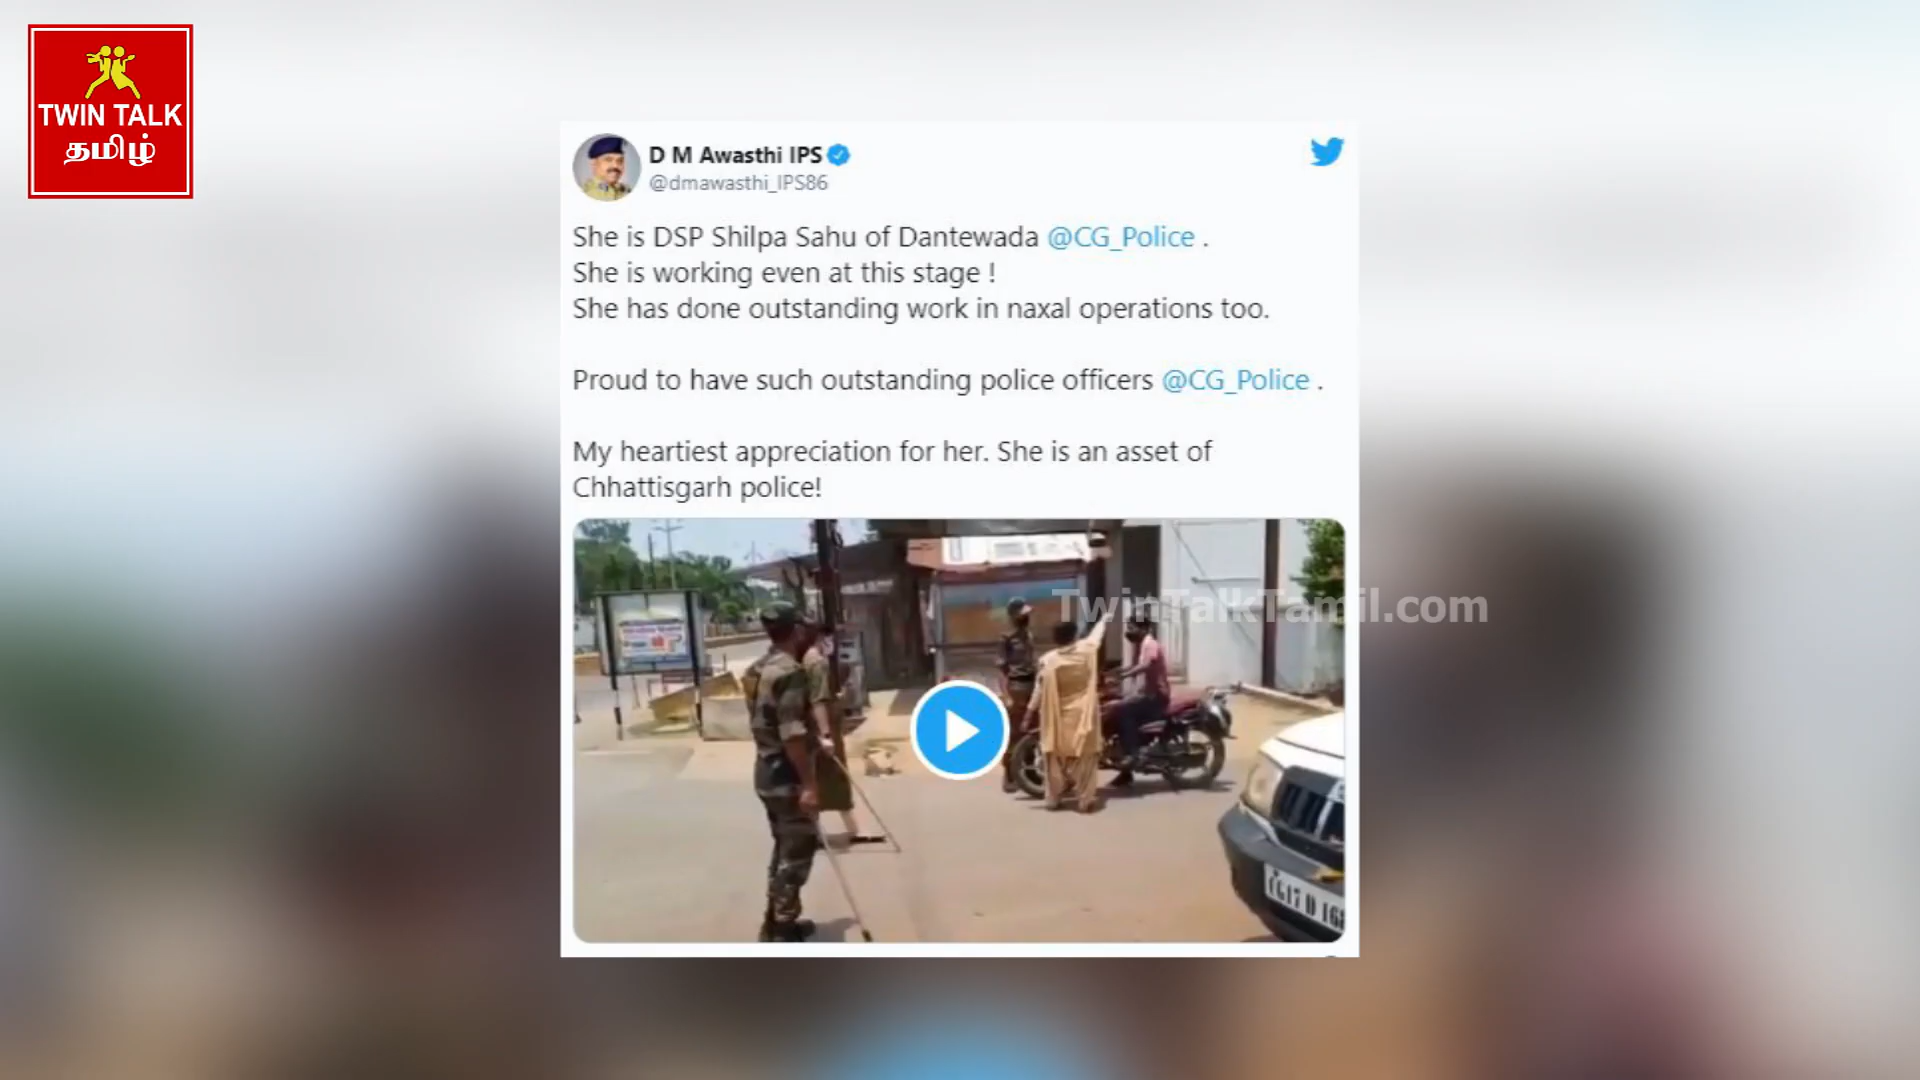 TWIN TALK
தமிழ்
D M Awasthi IPS
@dmawasthi_IPS86
She is DSP Shilpa Sahu of Dantewada @CG_Police .
She is working even at this stage !
She has done outstanding work in naxal operations too.
Proud to have such outstanding police officers @CG_Police .
My heartiest appreciation for her. She is an asset of
Chhattisgarh police!
TwinTalkTamil.com
CG17 D 16